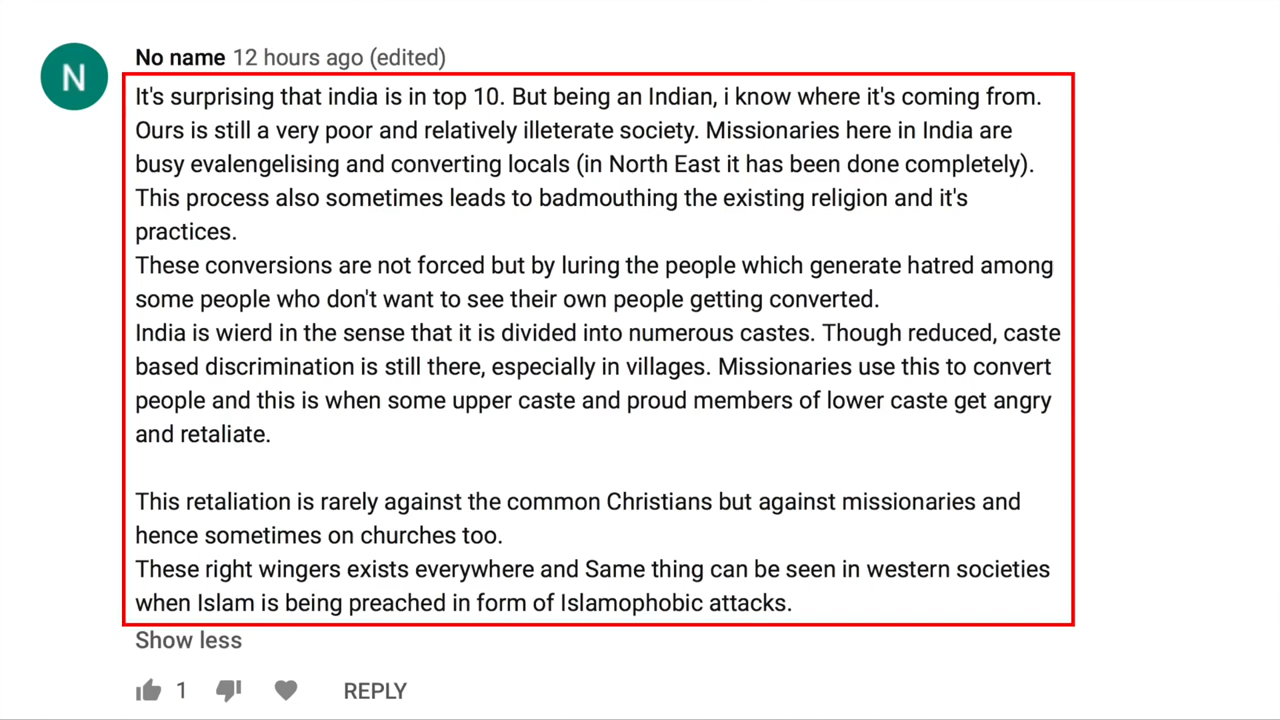 N
No name 12 hours ago (edited)
It's surprising that india is in top 10. But being an Indian, i know where it's coming from.
Ours is still a very poor and relatively illeterate society. Missionaries here in India are
busy evalengelising and converting locals (in North East it has been done completely).
This process also sometimes leads to badmouthing the existing religion and it's
practices.
These conversions are not forced but by luring the people which generate hatred among
some people who don't want to see their own people getting converted.
India is wierd in the sense that it is divided into numerous castes. Though reduced, caste
based discrimination is still there, especially in villages. Missionaries use this to convert
people and this is when some upper caste and proud members of lower caste get angry
and retaliate.
This retaliation is rarely against the common Christians but against missionaries and
hence sometimes on churches too.
These right wingers exists everywhere and Same thing can be seen in western societies
when Islam is being preached in form of Islamophobic attacks.
Show less
1 REPLY